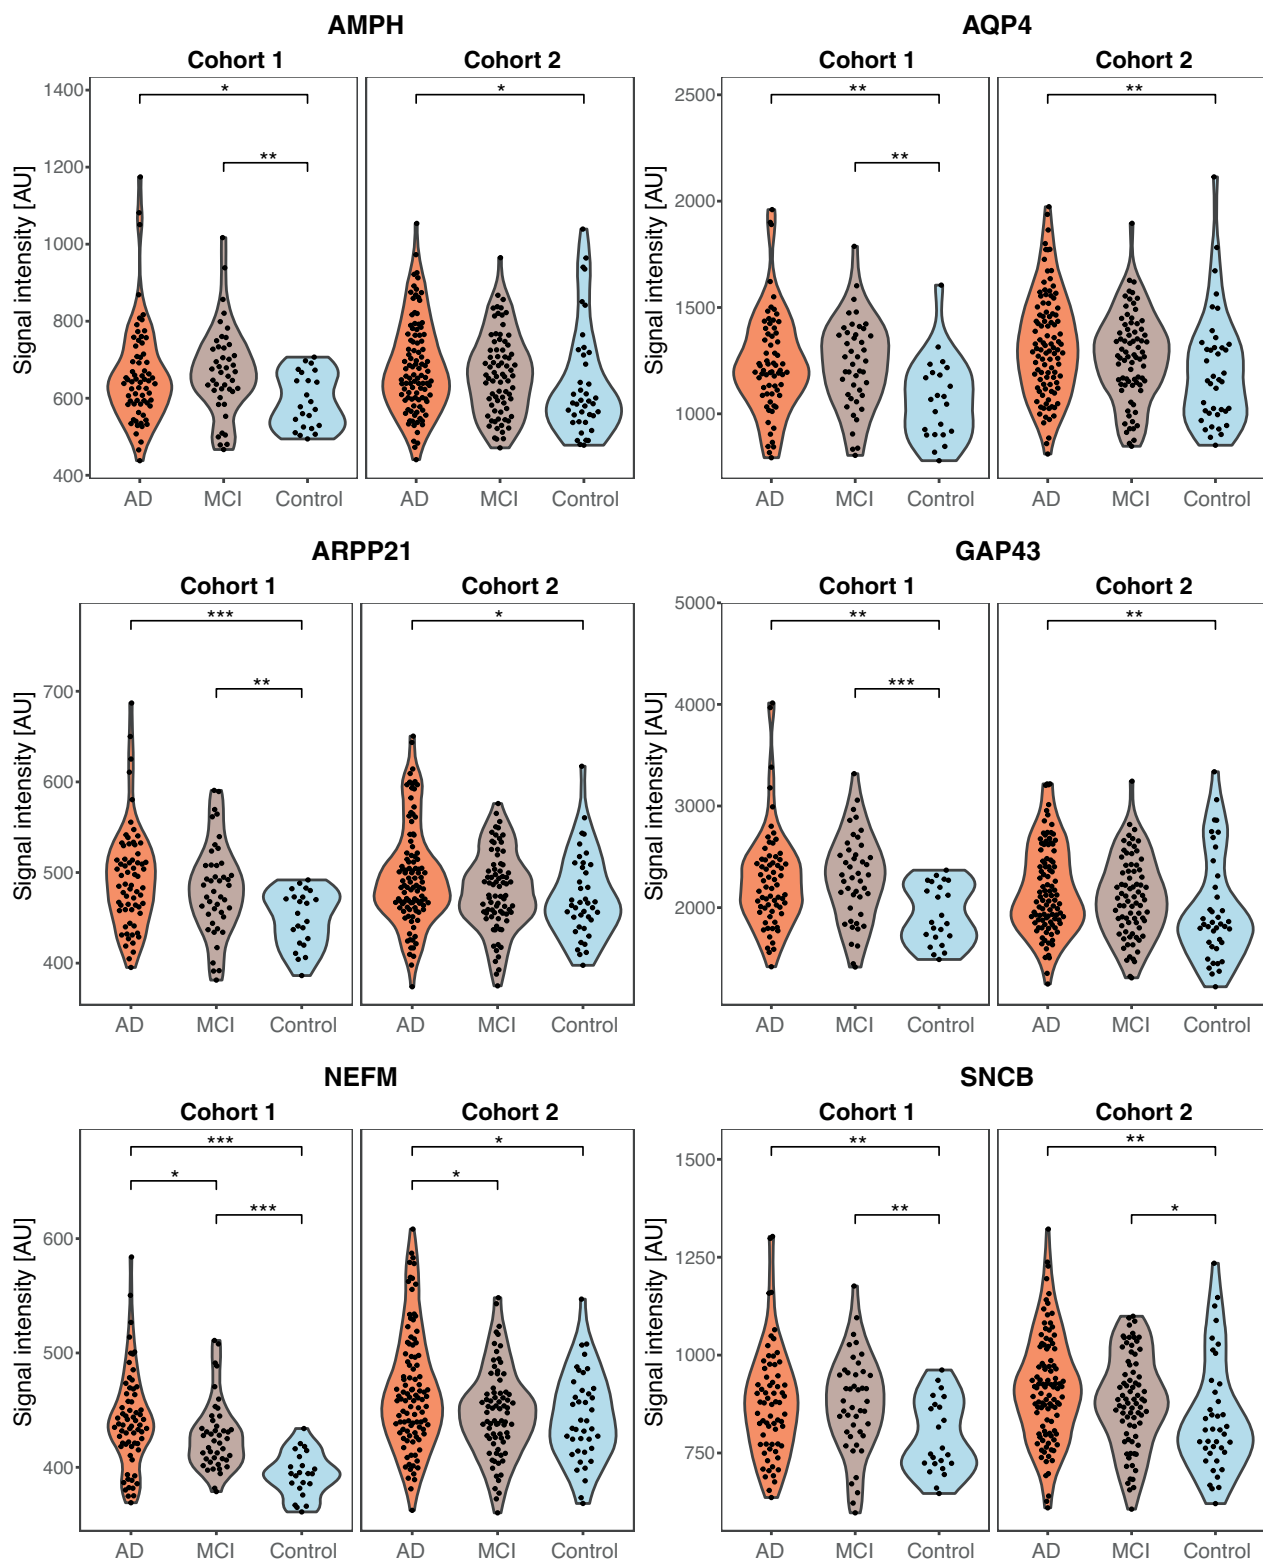 AMPH
Cohort 1
Cohort 2
Signal intensity [AU]
1400
1200
1000
800
600
400
*
**
*
AD
MCI
Control
AD
MCI
Control
AQP4
Cohort 1
Cohort 2
Signal intensity [AU]
2500
2000
1500
1000
**
**
**
AD
MCI
Control
AD
MCI
Control
ARPP21
Cohort 1
Cohort 2
Signal intensity [AU]
700
600
500
400
***
**
*
AD
MCI
Control
AD
MCI
Control
GAP43
Cohort 1
Cohort 2
Signal intensity [AU]
5000
4000
3000
2000
**
***
**
AD
MCI
Control
AD
MCI
Control
NEFM
Cohort 1
Cohort 2
Signal intensity [AU]
600
500
400
***
*
***
*
*
AD
MCI
Control
AD
MCI
Control
SNCB
Cohort 1
Cohort 2
Signal intensity [AU]
1500
1250
1000
750
**
**
**
*
AD
MCI
Control
AD
MCI
Control